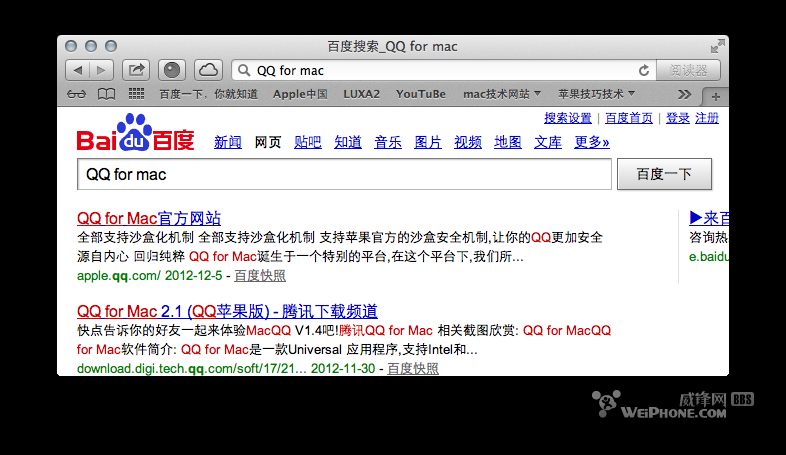 百度搜索_QQ for mac
QQ for mac 阅读器
百度一下，你就知道 Apple中国 LUXA2 YouTuBe mac技术网站 苹果技巧技术
搜索设置 | 百度首页 | 登录 注册
Bai du 百度 新闻 网页 贴吧 知道 音乐 图片 视频 地图 文库 更多»
QQ for mac 百度一下
QQ for Mac官方网站
全部支持沙盒化机制 全部支持沙盒化机制 支持苹果官方的沙盒安全机制,让你的QQ更加安全
源自内心 回归纯粹 QQ for Mac诞生于一个特别的平台,在这个平台下,我们所...
apple.qq.com/ 2012-12-5 - 百度快照
▶来百
咨询热
e.baidu
QQ for Mac 2.1 (QQ苹果版) - 腾讯下载频道
快点告诉你的好友一起来体验MacQQ V1.4吧!腾讯QQ for Mac 相关截图欣赏: QQ for MacQQ
for Mac软件简介: QQ for Mac是一款Universal 应用程序,支持Intel和...
download.digi.tech.qq.com/soft/17/21... 2012-11-30 - 百度快照
威锋网 BBS
WEIPHONE.COM